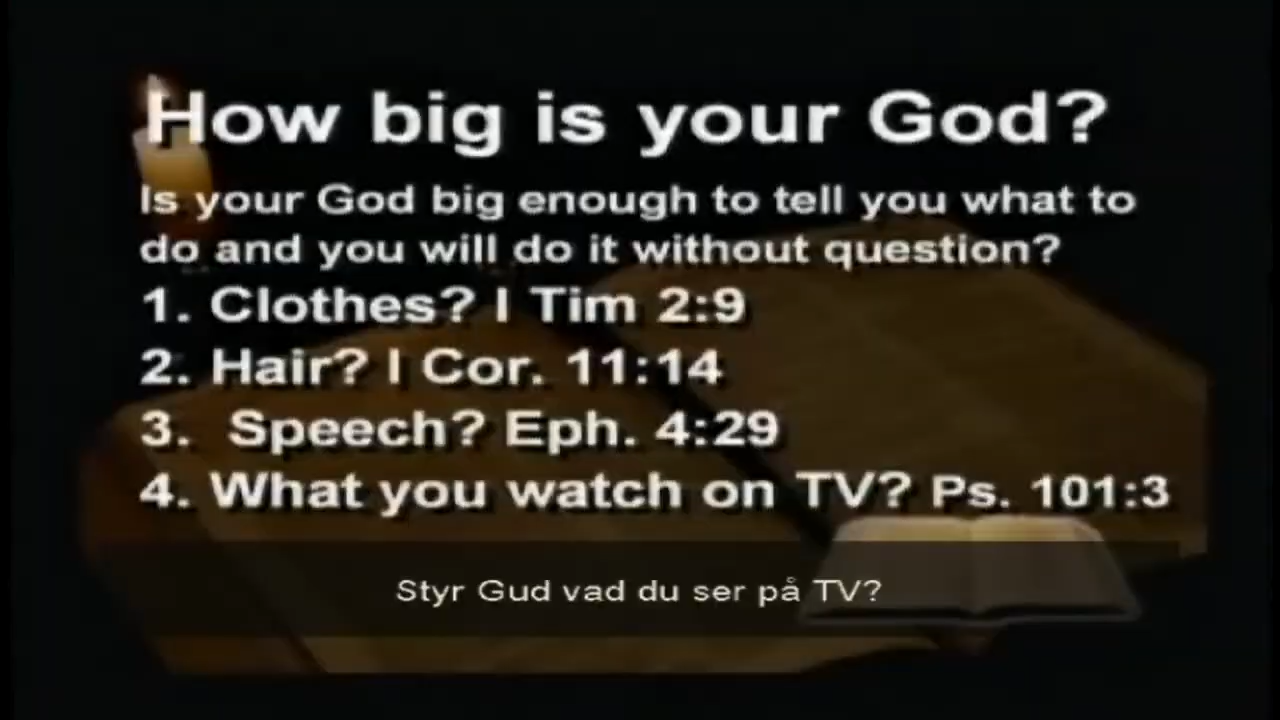 How big is your God?
Is your God big enough to tell you what to
do and you will do it without question?
1. Clothes? I Tim 2:9
2. Hair? I Cor. 11:14
3. Speech? Eph. 4:29
4. What you watch on TV? Ps. 101:3
Styr Gud vad du ser på TV?